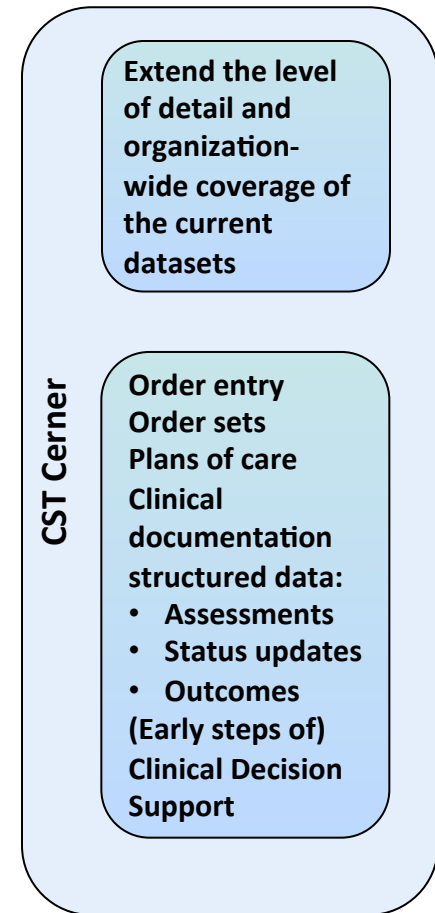 CST Cerner
Extend the level
of detail and
organization-
wide coverage of
the current
datasets
Order entry
Order sets
Plans of care
Clinical
documentation
structured data:
• Assessments
• Status updates
• Outcomes
(Early steps of)
Clinical Decision
Support